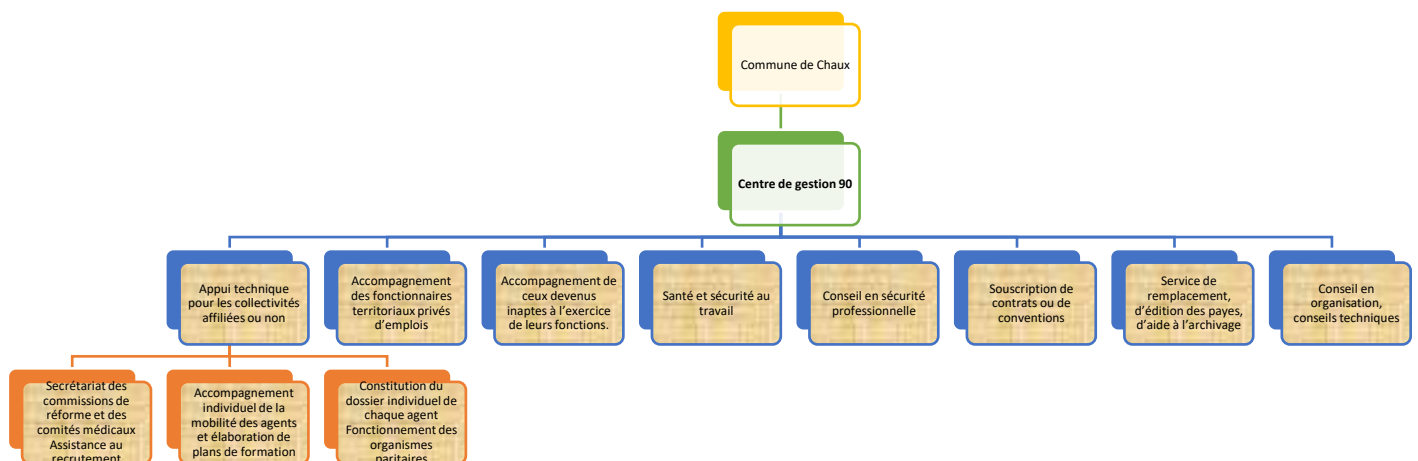 Commune de Chaux
Centre de gestion 90
Appui technique
pour les collectivités
affiliées ou non
Accompagnement
des fonctionnaires
territoriaux privés
d’emplois
Accompagnement de
ceux devenus
inaptes à l’exercice
de leurs fonctions.
Santé et sécurité au
travail
Conseil en sécurité
professionnelle
Souscription de
contrats ou de
conventions
Service de
remplacement,
d’édition des payes,
d’aide à l’archivage
Conseil en
organisation,
conseils techniques
Secrétariat des
commissions de
réforme et des
comités médicaux
Assistance au
recrutement
Accompagnement
individuel de la
mobilité des agents
et élaboration de
plans de formation
Constitution du
dossier individuel de
chaque agent
Fonctionnement des
organismes
paritaires